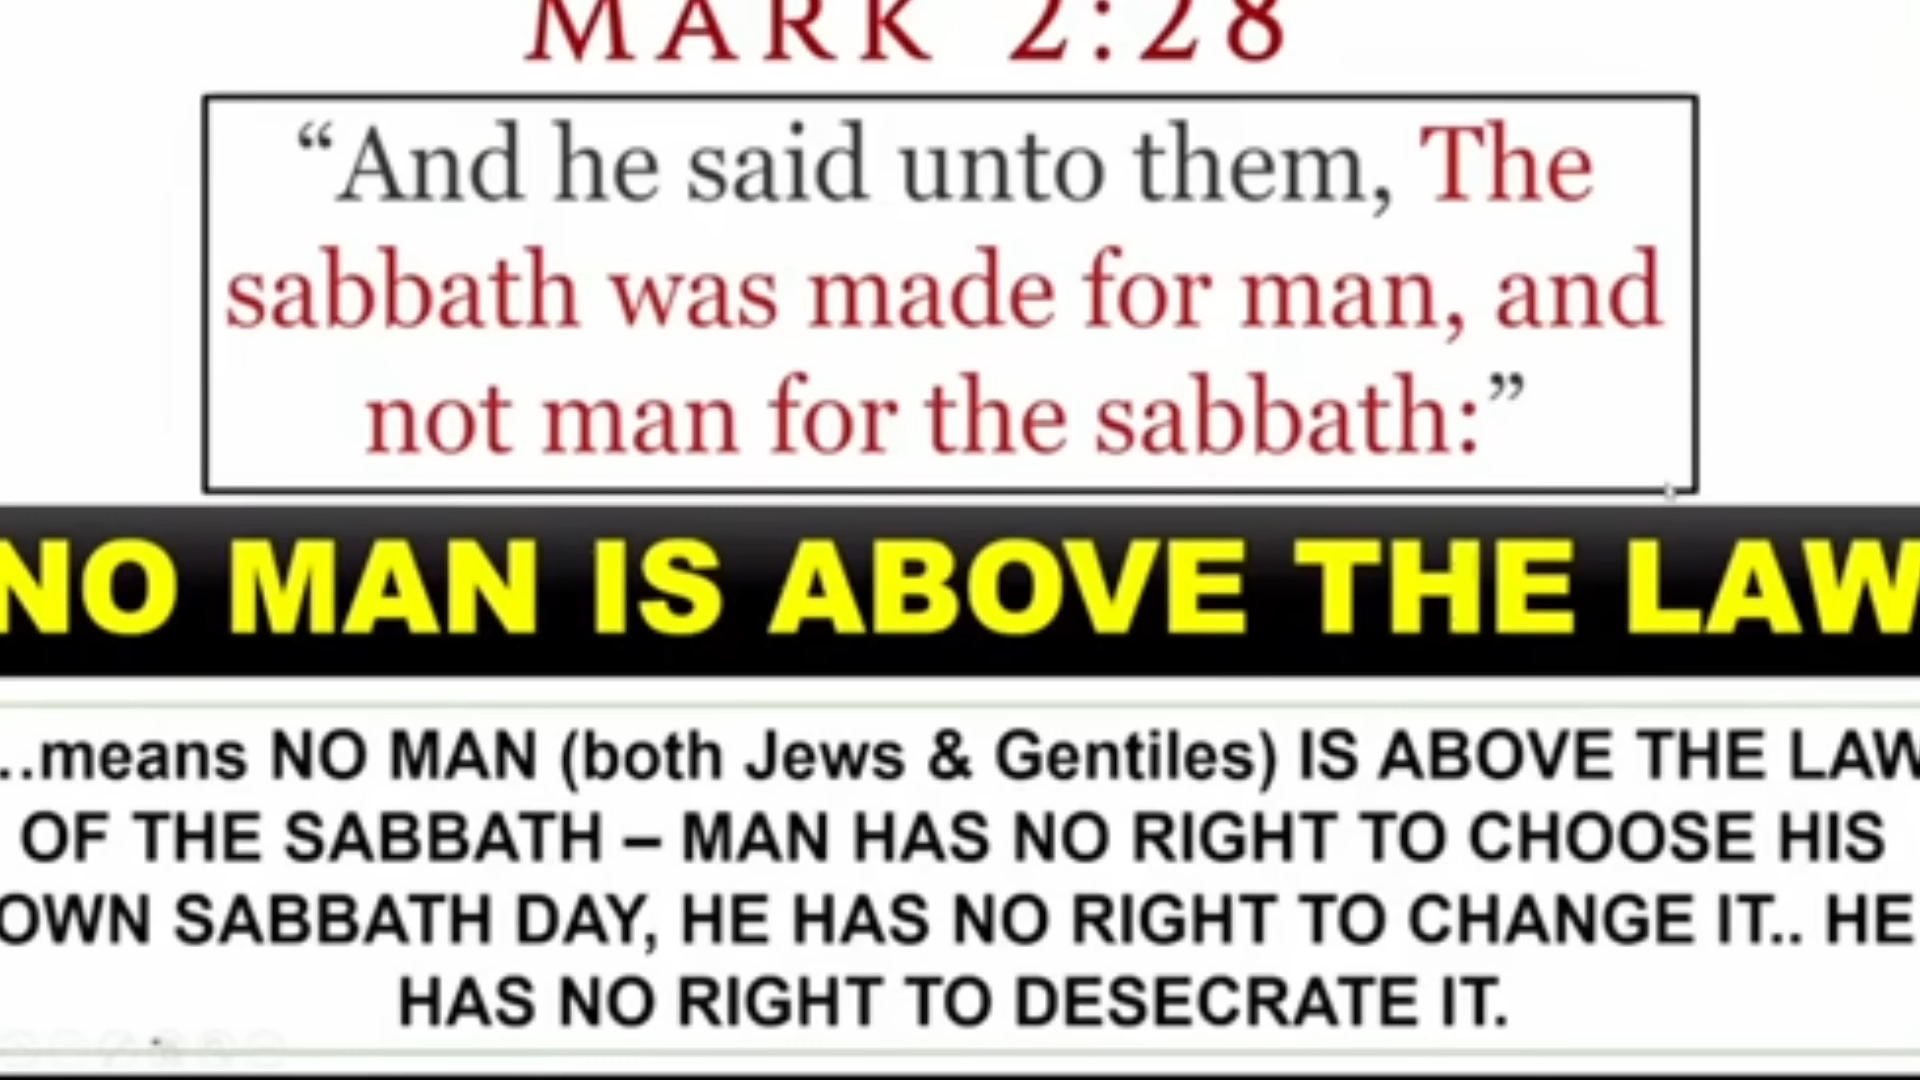 MARK 2:28
“And he said unto them, The
sabbath was made for man, and
not man for the sabbath:”
NO MAN IS ABOVE THE LAW
..means NO MAN (both Jews & Gentiles) IS ABOVE THE LAW
OF THE SABBATH – MAN HAS NO RIGHT TO CHOOSE HIS
OWN SABBATH DAY, HE HAS NO RIGHT TO CHANGE IT.. HE
HAS NO RIGHT TO DESECRATE IT.